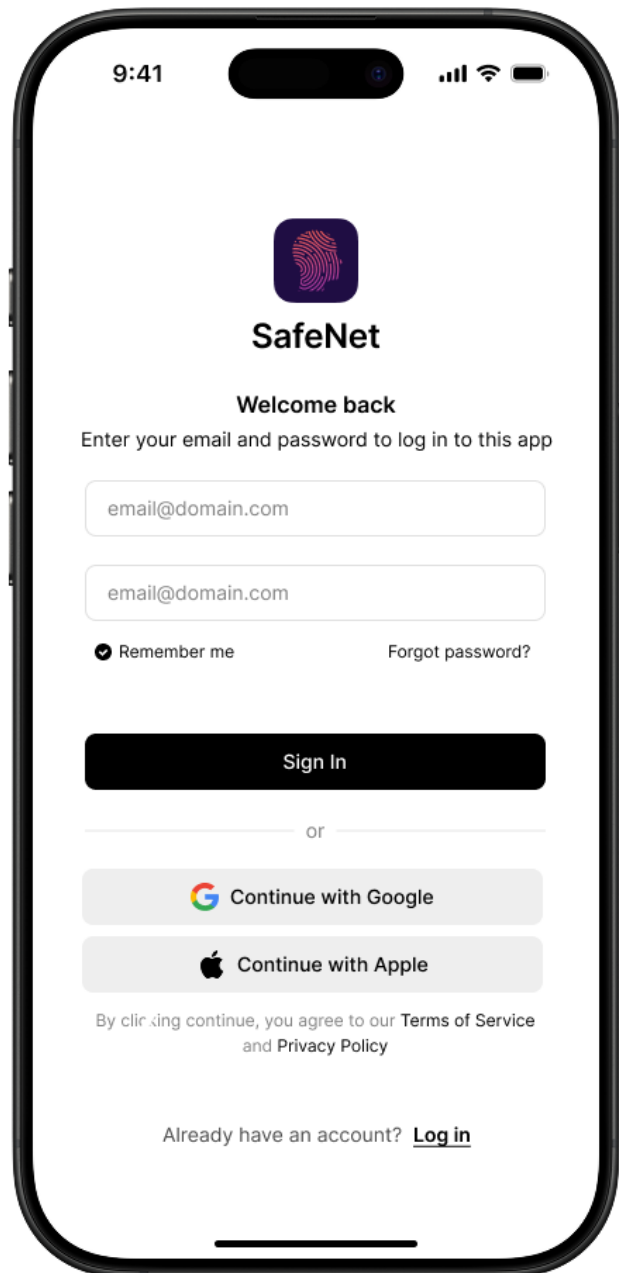 9:41
SafeNet
Welcome back
Enter your email and password to log in to this app
email@domain.com
email@domain.com
Remember me
Forgot password?
Sign In
or
Continue with Google
Continue with Apple
By clicking continue, you agree to our Terms of Service
and Privacy Policy
Already have an account? Log in